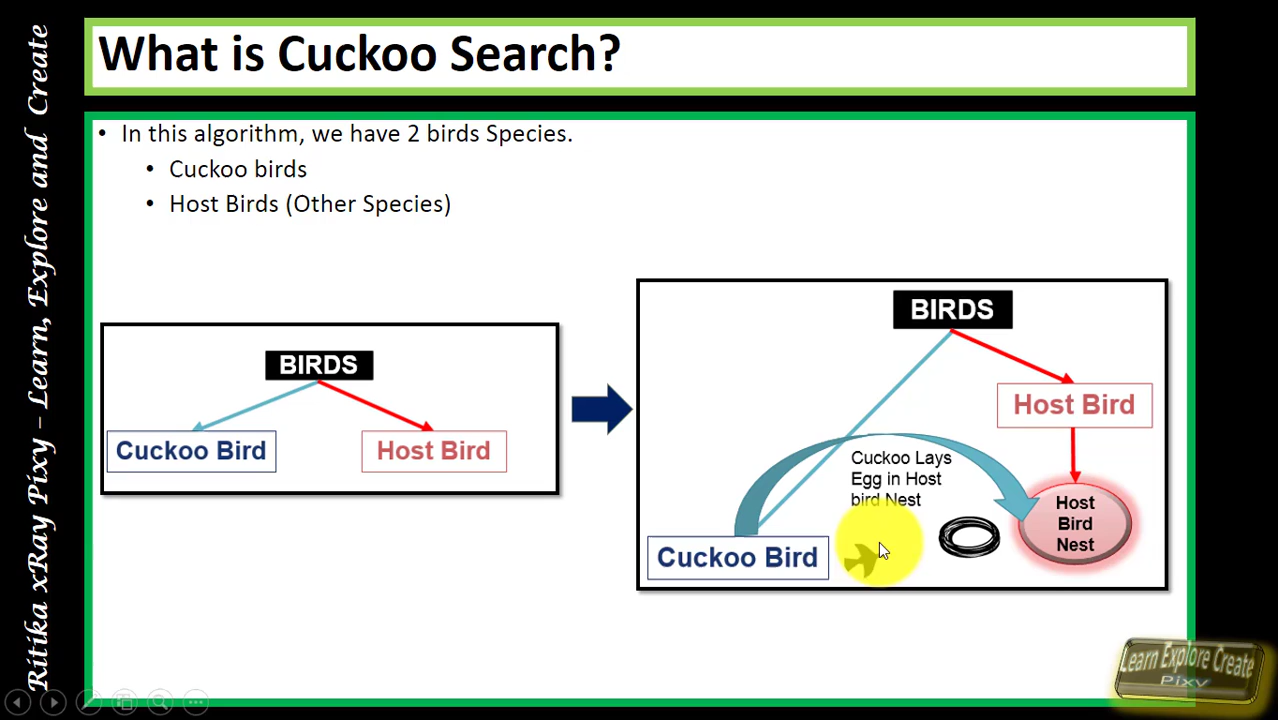 What is Cuckoo Search?
Ritika xRay Pixy – Learn, Explore and Create
• In this algorithm, we have 2 birds Species.
• Cuckoo birds
• Host Birds (Other Species)
BIRDS
Cuckoo Bird
Host Bird
BIRDS
Host Bird
Cuckoo Lays
Egg in Host
bird Nest
Host
Bird
Nest
Cuckoo Bird
Learn Explore Create
Pixy